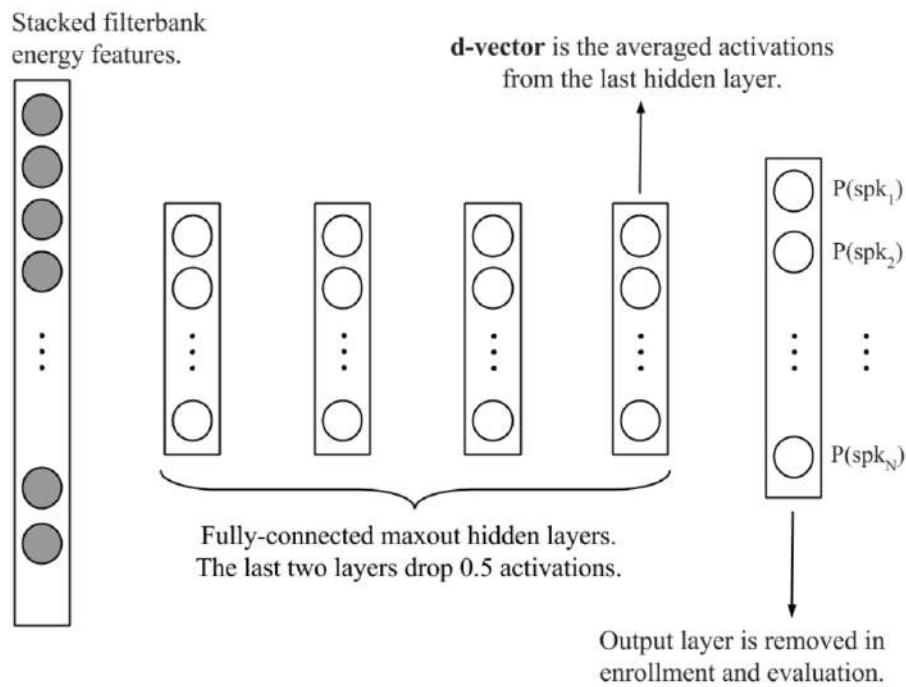 Stacked filterbank
energy features.
d-vector is the averaged activations
from the last hidden layer.
P(spk₁)
P(spk₂)
P(spk_N)
Fully-connected maxout hidden layers.
The last two layers drop 0.5 activations.
Output layer is removed in
enrollment and evaluation.